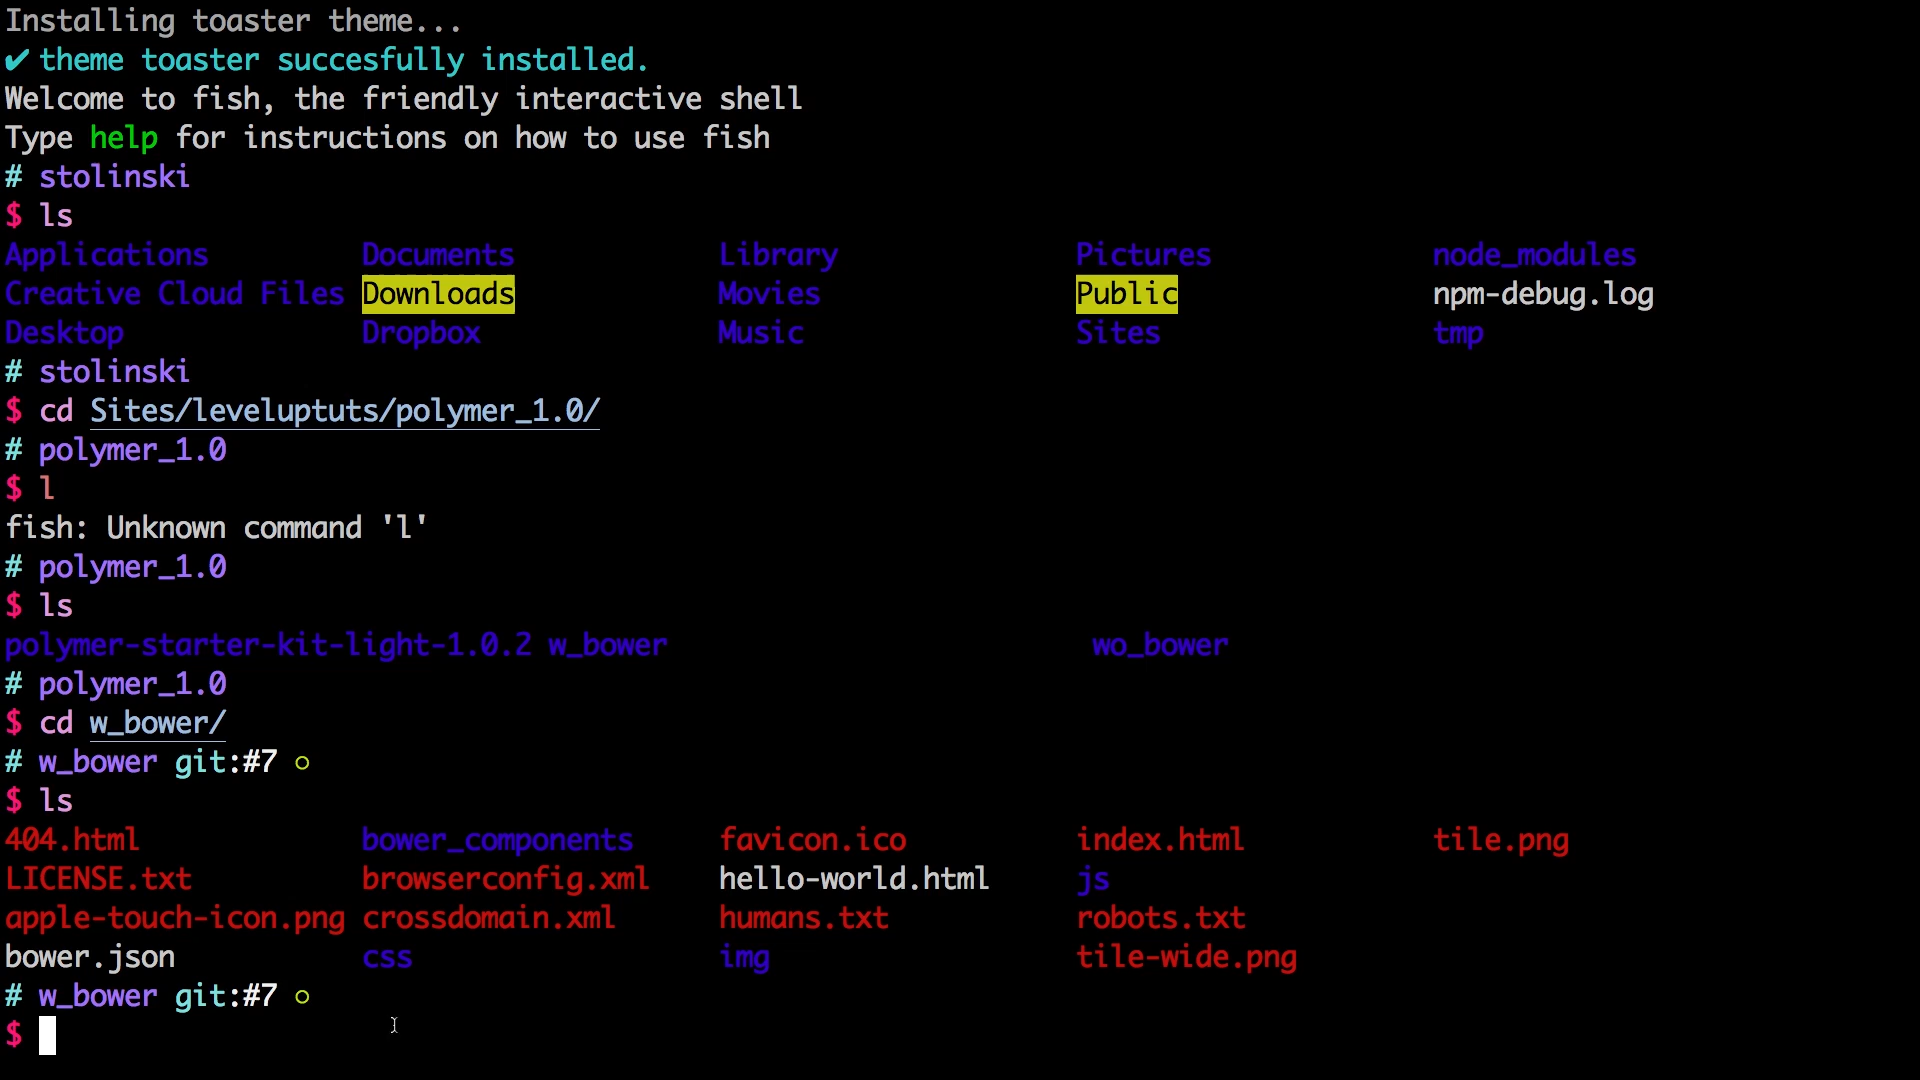 Installing toaster theme...
✔ theme toaster succesfully installed.
Welcome to fish, the friendly interactive shell
Type help for instructions on how to use fish
# stolinski
$ ls
Applications Documents Library Pictures node_modules
Creative Cloud Files Downloads Movies Public npm-debug.log
Desktop Dropbox Music Sites tmp
# stolinski
$ cd Sites/leveluptuts/polymer_1.0/
# polymer_1.0
$ l
fish: Unknown command 'l'
# polymer_1.0
$ ls
polymer-starter-kit-light-1.0.2 w_bower wo_bower
# polymer_1.0
$ cd w_bower/
# w_bower git:#7 ○
$ ls
404.html bower_components favicon.ico index.html tile.png
LICENSE.txt browserconfig.xml hello-world.html js
apple-touch-icon.png crossdomain.xml humans.txt robots.txt
bower.json css img tile-wide.png
# w_bower git:#7 ○
$